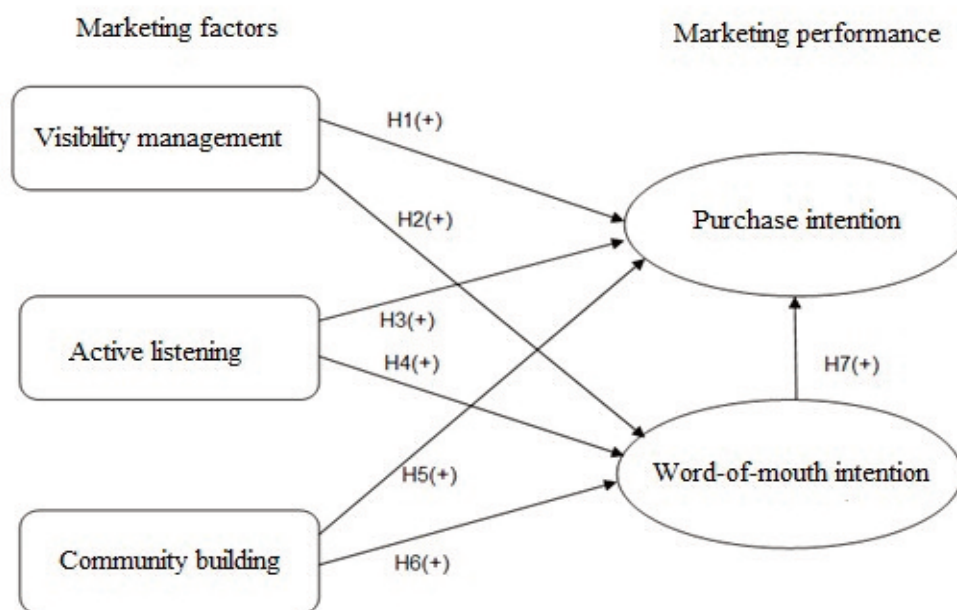 Marketing factors
Marketing performance
Visibility management
H1(+)
Purchase intention
H2(+)
Active listening
H3(+)
H4(+)
H7(+)
Word-of-mouth intention
H5(+)
Community building
H6(+)